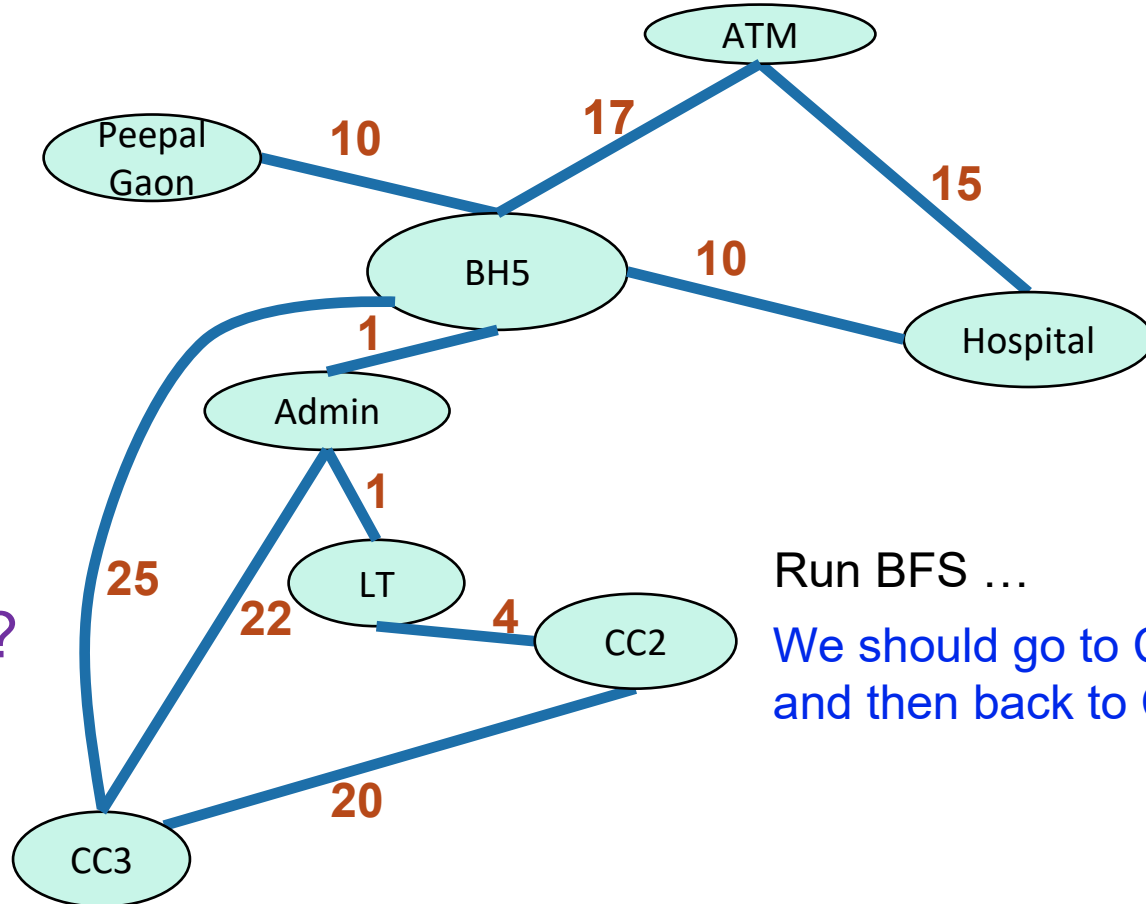 ATM
Peepal
Gaon
10
17
15
BH5
10
Hospital
1
Admin
1
25
22
LT
4
CC2
Run BFS …
?
We should go to
and then back to
20
CC3